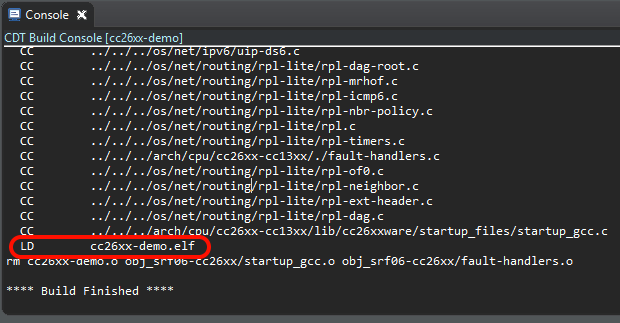 Console
CDT Build Console [cc26xx-demo]
CC ../../../os/net/ipv6/uip-ds6.c
CC ../../../os/net/routing/rpl-lite/rpl-dag-root.c
CC ../../../os/net/routing/rpl-lite/rpl-mrhof.c
CC ../../../os/net/routing/rpl-lite/rpl-icmp6.c
CC ../../../os/net/routing/rpl-lite/rpl-nbr-policy.c
CC ../../../os/net/routing/rpl-lite/rpl.c
CC ../../../os/net/routing/rpl-lite/rpl-timers.c
CC ../../../arch/cpu/cc26xx-cc13xx/./fault-handlers.c
CC ../../../os/net/routing/rpl-lite/rpl-of0.c
CC ../../../os/net/routing/rpl-lite/rpl-neighbor.c
CC ../../../os/net/routing/rpl-lite/rpl-ext-header.c
CC ../../../os/net/routing/rpl-lite/rpl-dag.c
CC ../../../arch/cpu/cc26xx-cc13xx/lib/cc26xxware/startup_files/startup_gcc.c
LD cc26xx-demo.elf
rm cc26xx-demo.o obj_srf06-cc26xx/startup_gcc.o obj_srf06-cc26xx/fault-handlers.o
**** Build Finished ****